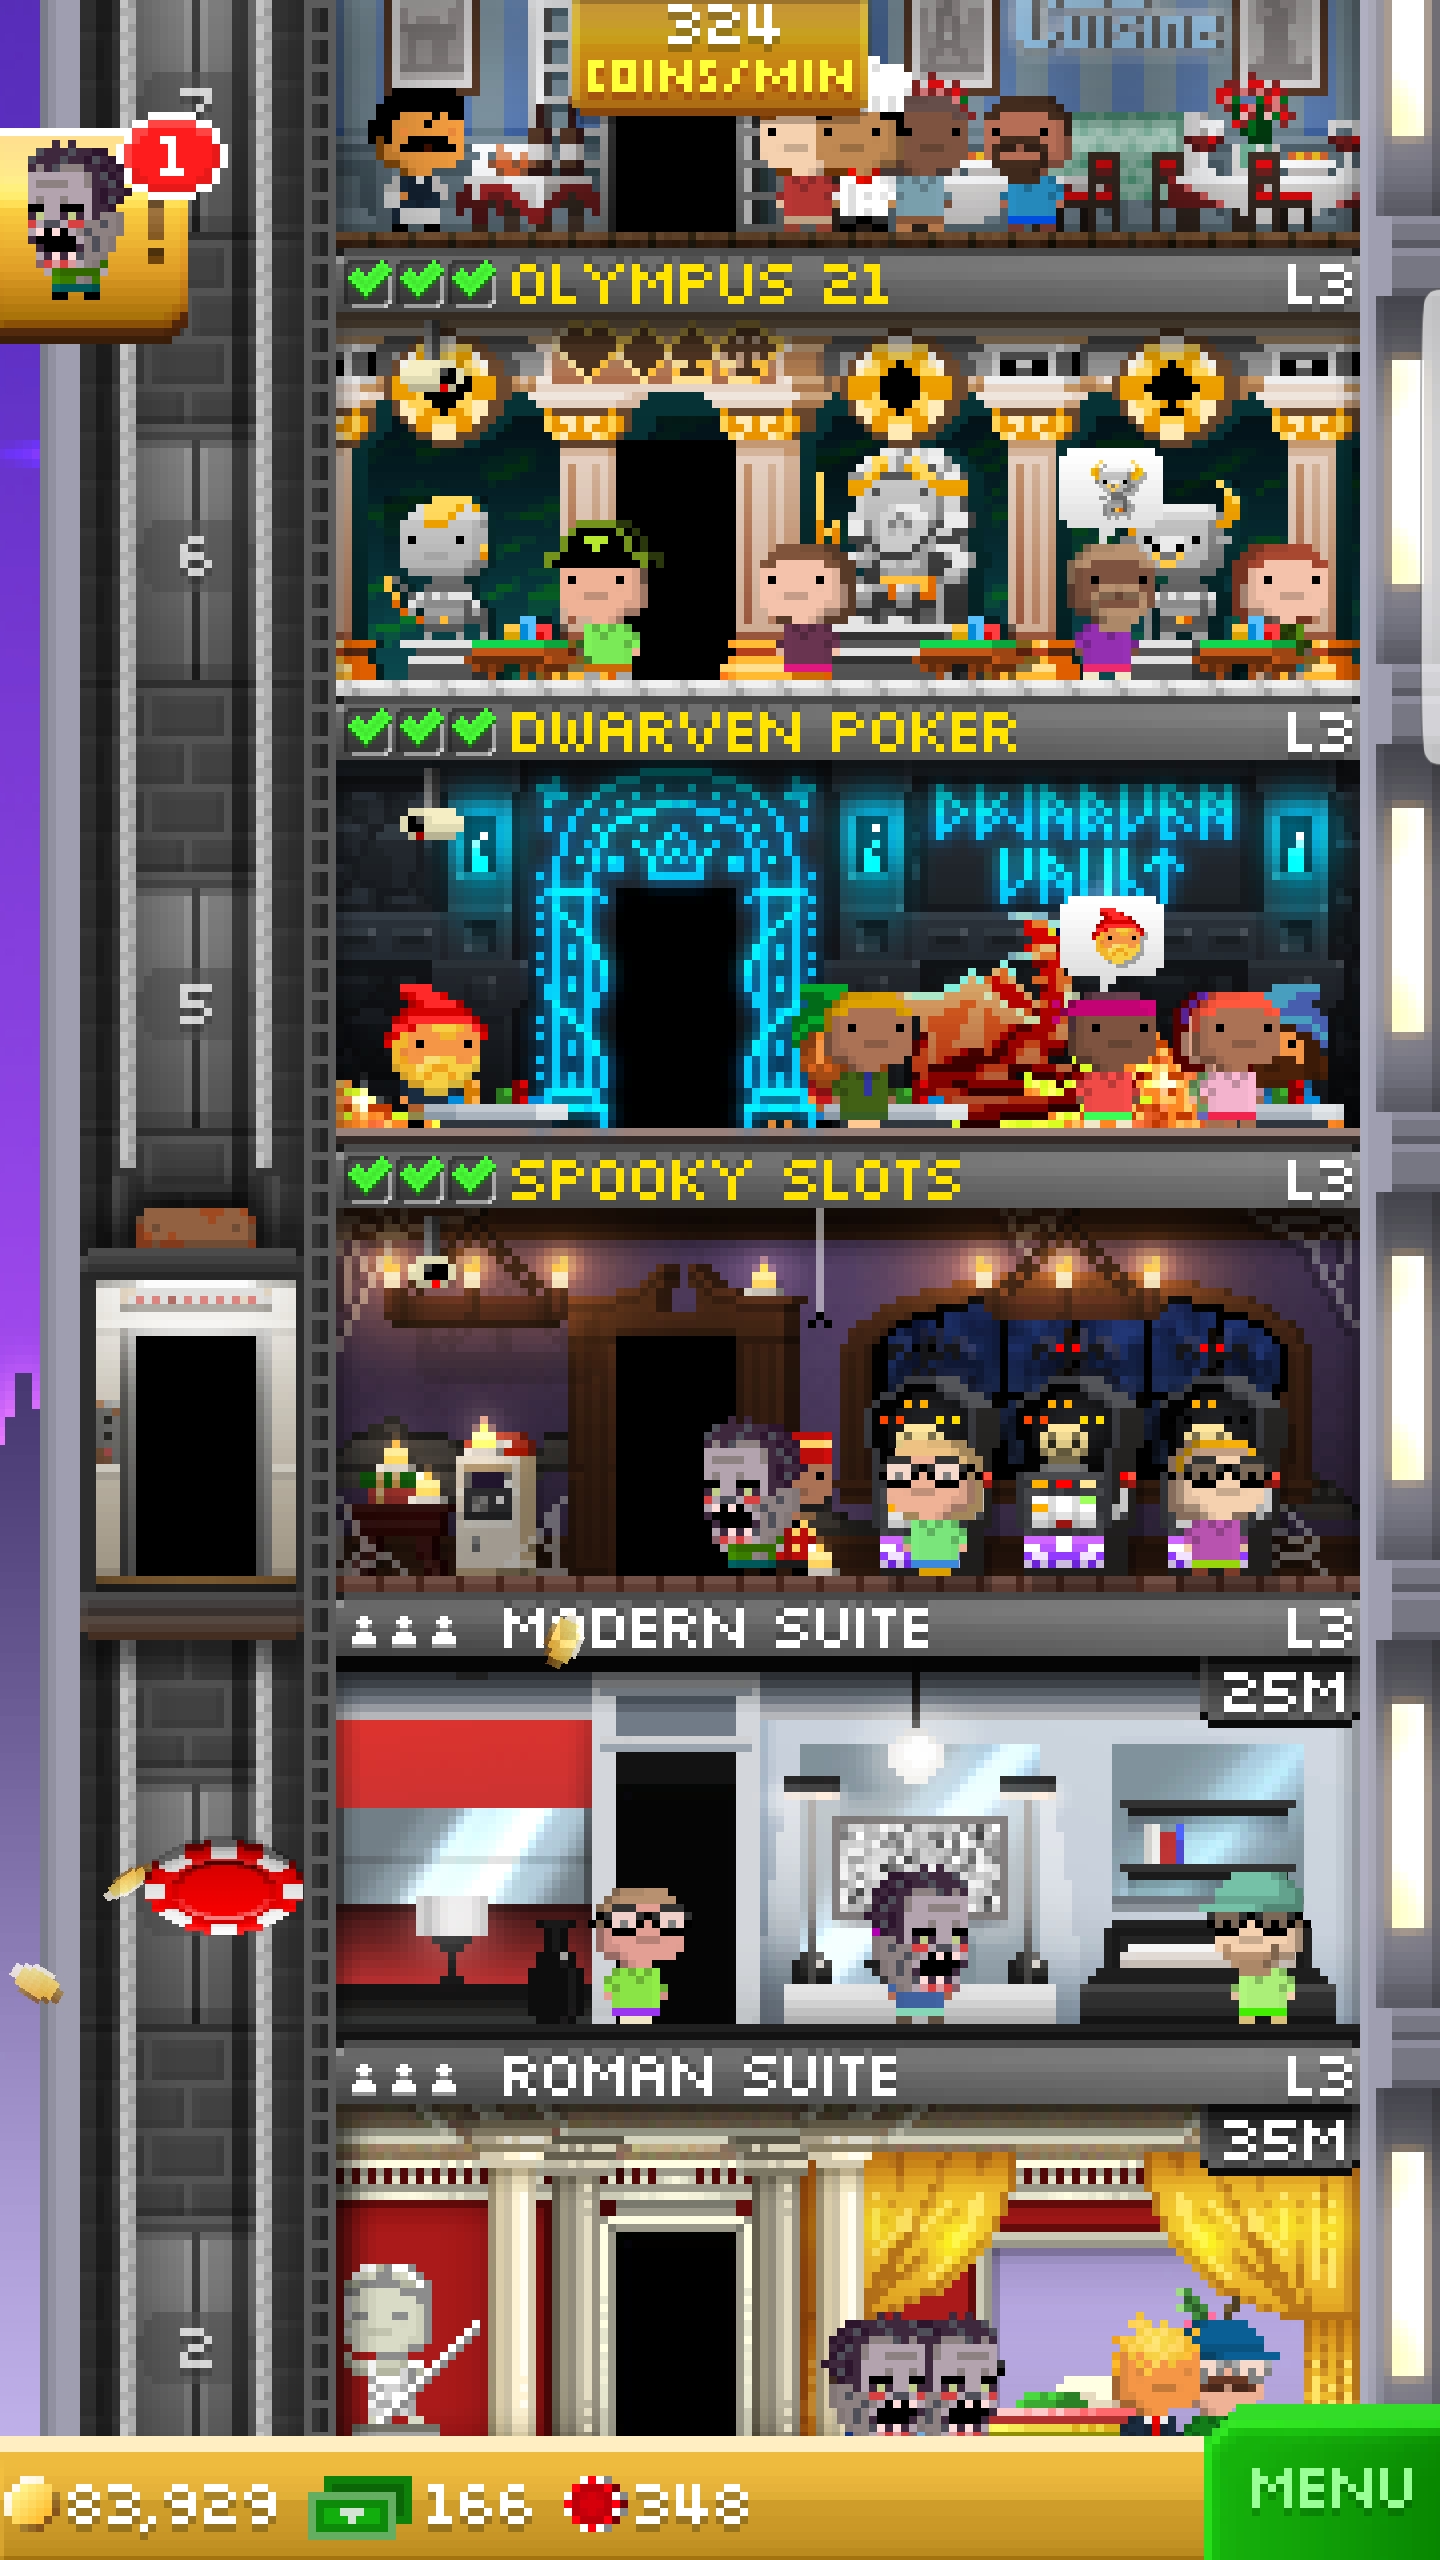 Cuisine
324
COINS/MIN
7
1
!
OLYMPUS 21
L3
6
DWARVEN POKER
L3
DWARVEN
VAULT
5
SPOOKY SLOTS
L3
MODERN SUITE
L3
25M
ROMAN SUITE
L3
35M
2
83,929
166
348
MENU